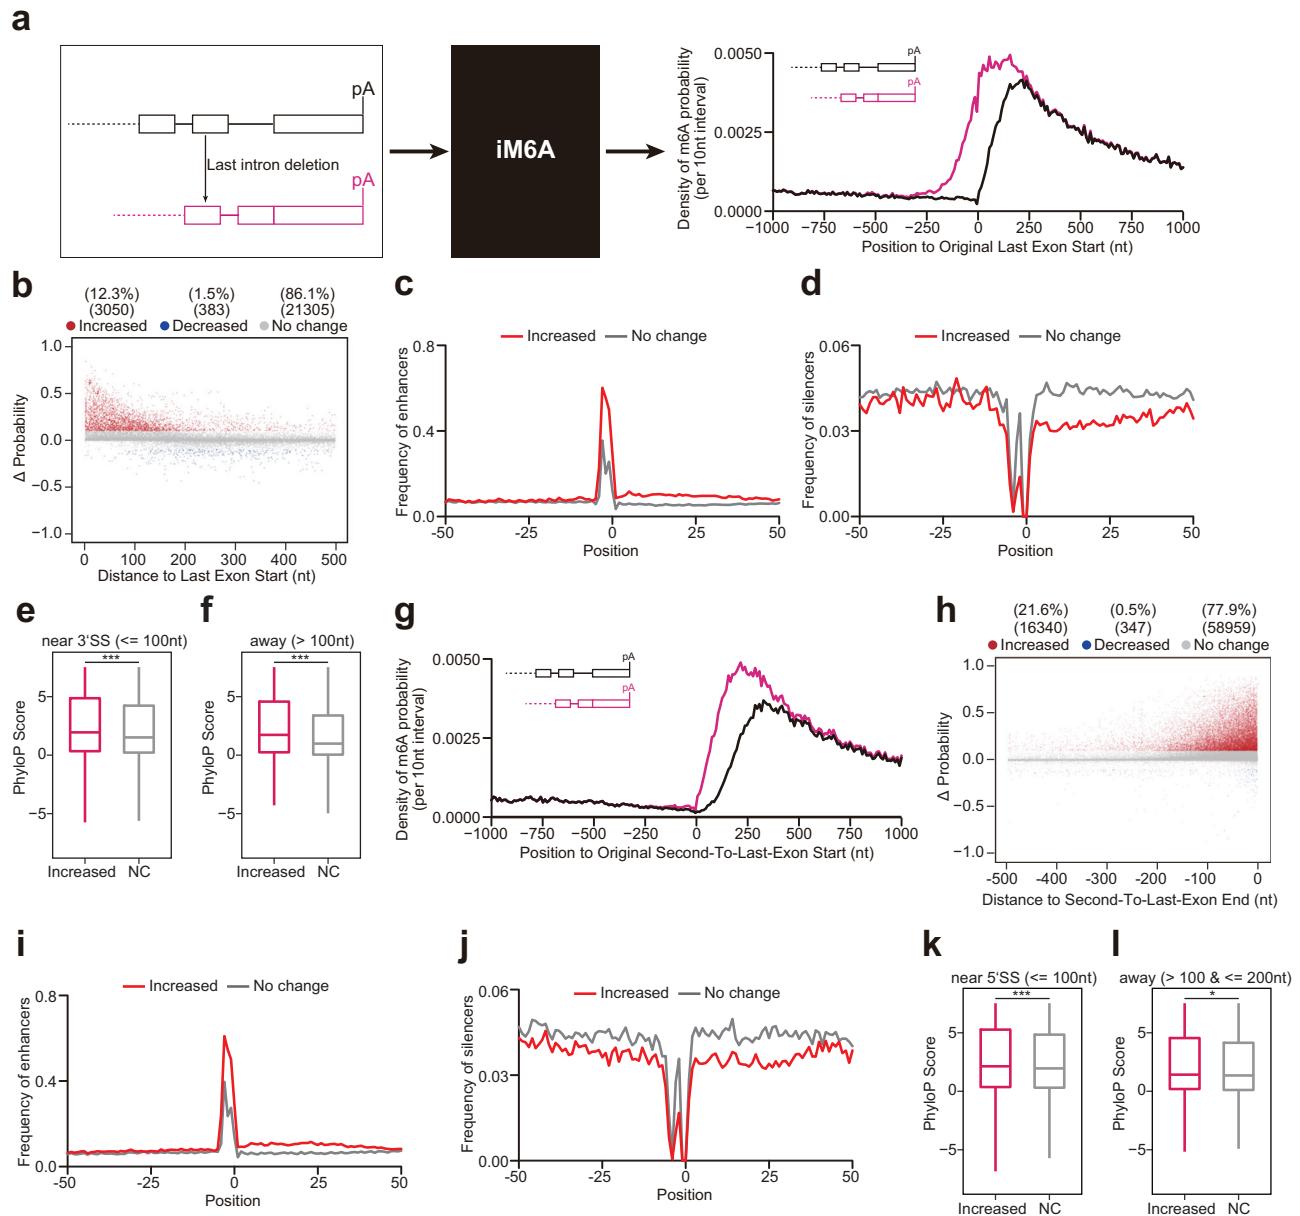 a
pA
Last intron deletion
pA
iM6A
Density of m6A probability
(per 10nt interval)
0.0050
0.0025
0.0000
pA
pA
−1000 −750 −500 −250 0 250 500 750 1000
Position to Original Last Exon Start (nt)
b
(12.3%) (1.5%) (86.1%)
(3050) (383) (21305)
Increased Decreased No change
Δ Probability
1.0
0.5
0.0
−0.5
−1.0
0 100 200 300 400 500
Distance to Last Exon Start (nt)
c
Increased No change
Frequency of enhancers
0.8
0.4
0.0
-50 -25 0 25 50
Position
d
Increased No change
Frequency of silencers
0.06
0.03
0.00
-50 -25 0 25 50
Position
e
near 3'SS (<= 100nt)
***
PhyloP Score
5
0
−5
Increased NC
f
away (> 100nt)
***
PhyloP Score
5
0
−5
Increased NC
g
Density of m6A probability
(per 10nt interval)
0.0050
0.0025
0.0000
pA
pA
−1000 −750 −500 −250 0 250 500 750 1000
Position to Original Second-To-Last-Exon Start (nt)
h
(21.6%) (0.5%) (77.9%)
(16340) (347) (58959)
Increased Decreased No change
Δ Probability
1.0
0.5
0.0
−0.5
−1.0
-500 -400 -300 -200 -100 0
Distance to Second-To-Last-Exon End (nt)
i
Increased No change
Frequency of enhancers
0.8
0.4
0.0
-50 -25 0 25 50
Position
j
Increased No change
Frequency of silencers
0.06
0.03
0.00
-50 -25 0 25 50
Position
k
near 5'SS (<= 100nt)
***
PhyloP Score
5
0
−5
Increased NC
l
away (> 100 & <= 200nt)
*
PhyloP Score
5
0
−5
Increased NC